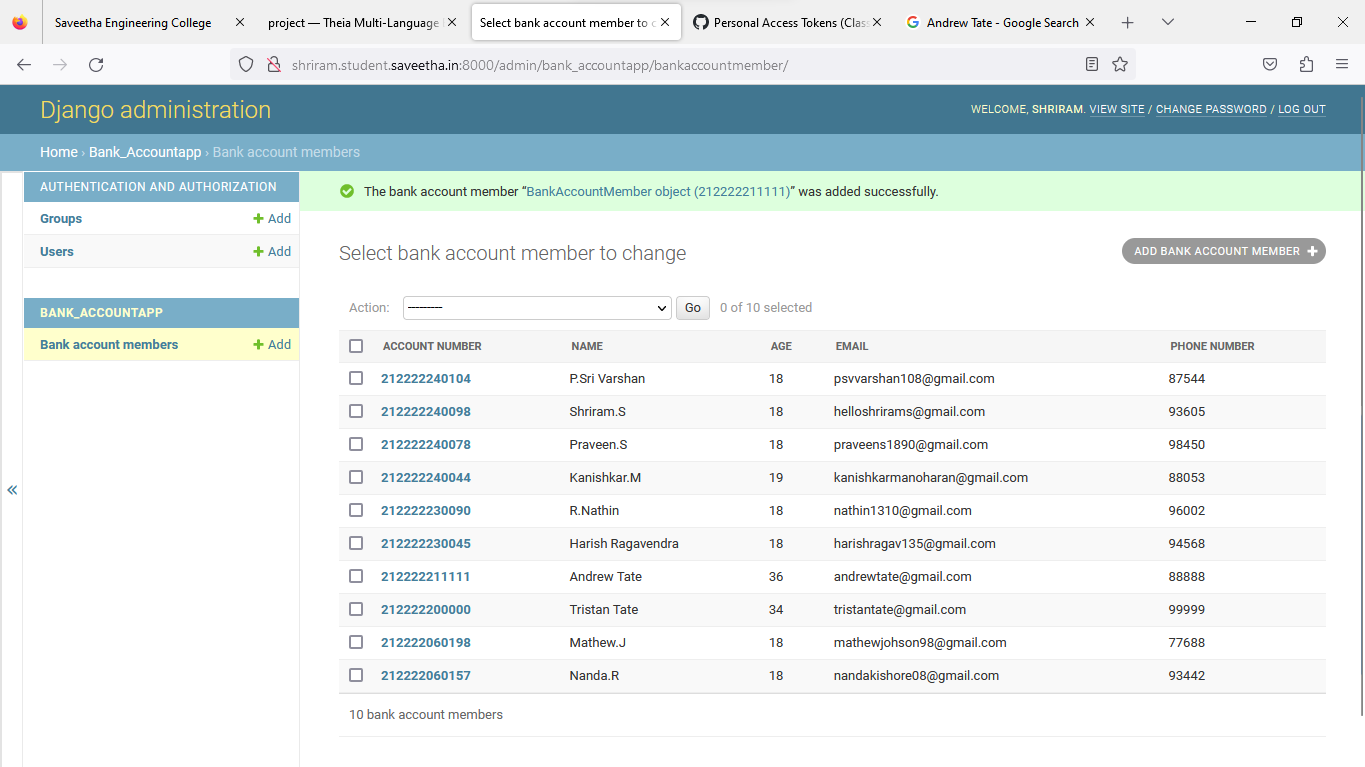 Saveetha Engineering College
project — Theia Multi-Language
Select bank account member to c
Personal Access Tokens (Class
Andrew Tate - Google Search
shriram.student.saveetha.in:8000/admin/bank_accountapp/bankaccountmember/
Django administration
WELCOME, SHRIRAM. VIEW SITE / CHANGE PASSWORD / LOG OUT
Home › Bank_Accountapp › Bank account members
AUTHENTICATION AND AUTHORIZATION
Groups + Add
Users + Add
BANK_ACCOUNTAPP
Bank account members + Add
«
The bank account member “BankAccountMember object (212222211111)” was added successfully.
Select bank account member to change
ADD BANK ACCOUNT MEMBER +
Action: --------- Go 0 of 10 selected
ACCOUNT NUMBER NAME AGE EMAIL PHONE NUMBER
212222240104 P.Sri Varshan 18 psvvarshan108@gmail.com 87544
212222240098 Shriram.S 18 helloshrirams@gmail.com 93605
212222240078 Praveen.S 18 praveens1890@gmail.com 98450
212222240044 Kanishkar.M 19 kanishkarmanoharan@gmail.com 88053
212222230090 R.Nathin 18 nathin1310@gmail.com 96002
212222230045 Harish Ragavendra 18 harishragav135@gmail.com 94568
212222211111 Andrew Tate 36 andrewtate@gmail.com 88888
212222200000 Tristan Tate 34 tristantate@gmail.com 99999
212222060198 Mathew.J 18 mathewjohson98@gmail.com 77688
212222060157 Nanda.R 18 nandakishore08@gmail.com 93442
10 bank account members